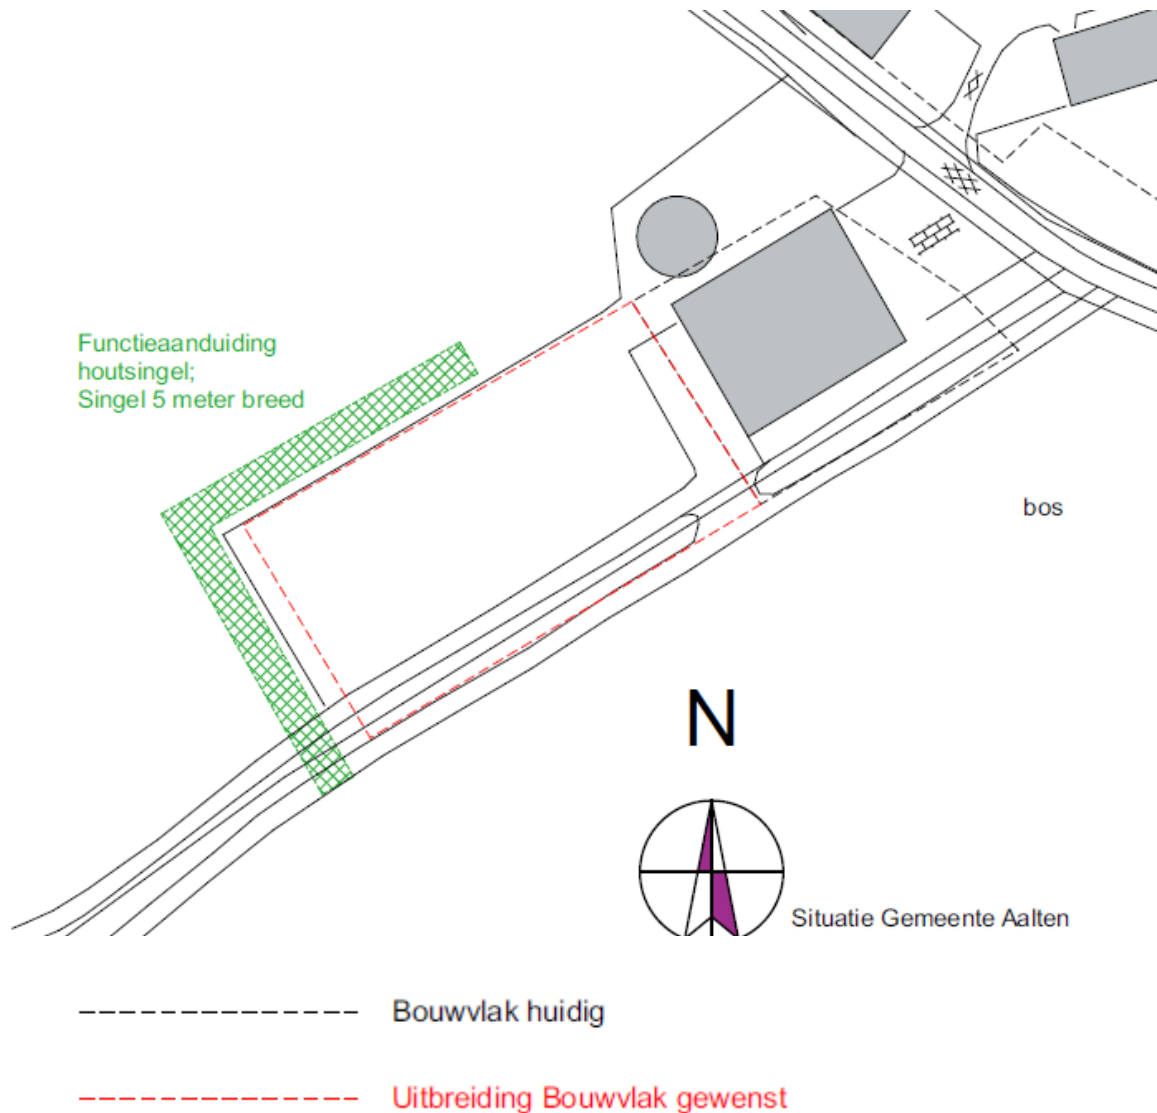 Functieaanduiding
houtsingel;
Singel 5 meter breed
bos
N
Situatie Gemeente Aalten
Bouwvlak huidig
Uitbreiding Bouwvlak gewenst